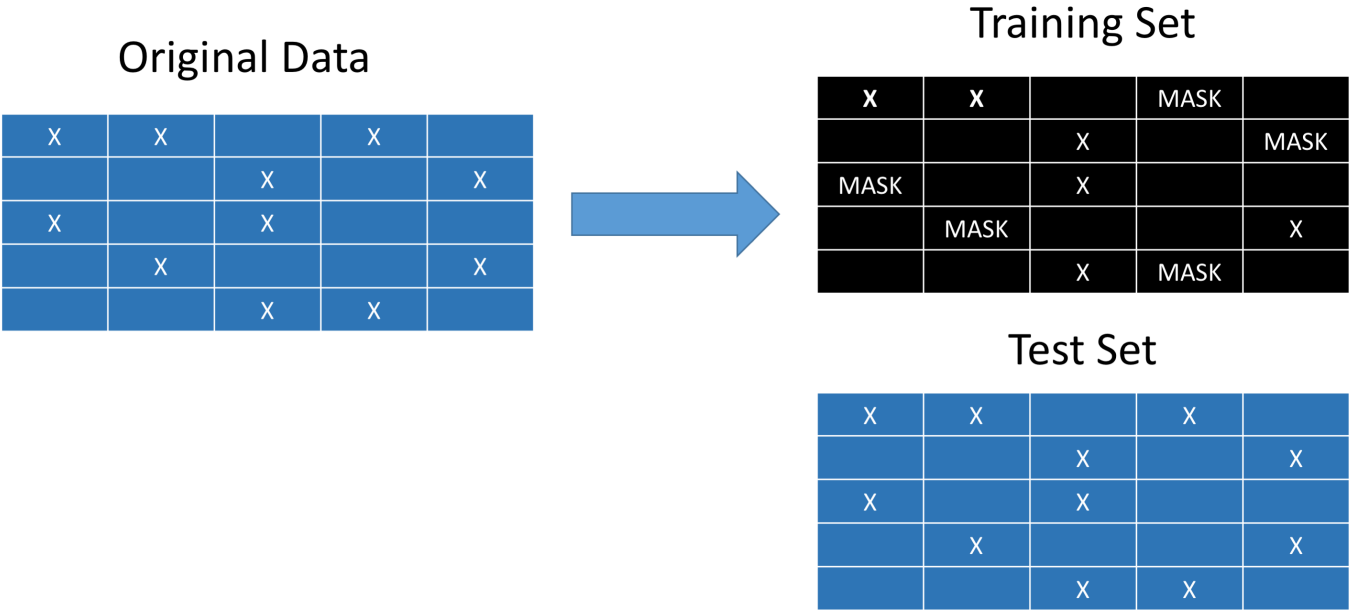 Original Data
X X X
X X
X X
X X
X X
Training Set
X X MASK
X MASK
MASK X
MASK X
X MASK
Test Set
X X X
X X
X X
X X
X X